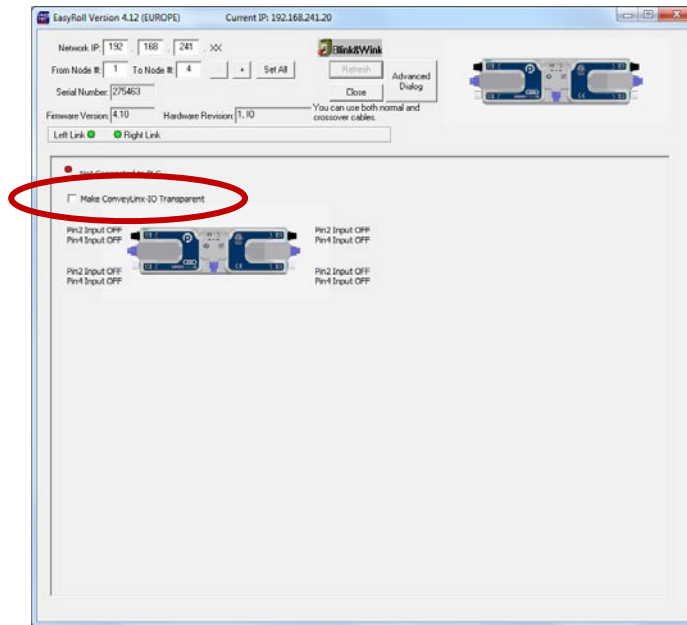 EasyRoll Version 4.12 (EUROPE) Current IP: 192.168.241.20
Network IP: 192 . 168 . 241 . XX
Blink&Wink
From Node #: 1 To Node #: 4 - + Set All Refresh
Advanced Dialog
Serial Number: 275463 Close
Firmware Version: 4.10 Hardware Revision: 1.10
You can use both normal and
crossover cables.
Left Link Right Link
Not Connected to PLC
Make ConveyLinx-IO Transparent
Pin2 Input OFF Pin2 Input OFF
Pin4 Input OFF Pin4 Input OFF
Pin2 Input OFF Pin2 Input OFF
Pin4 Input OFF Pin4 Input OFF